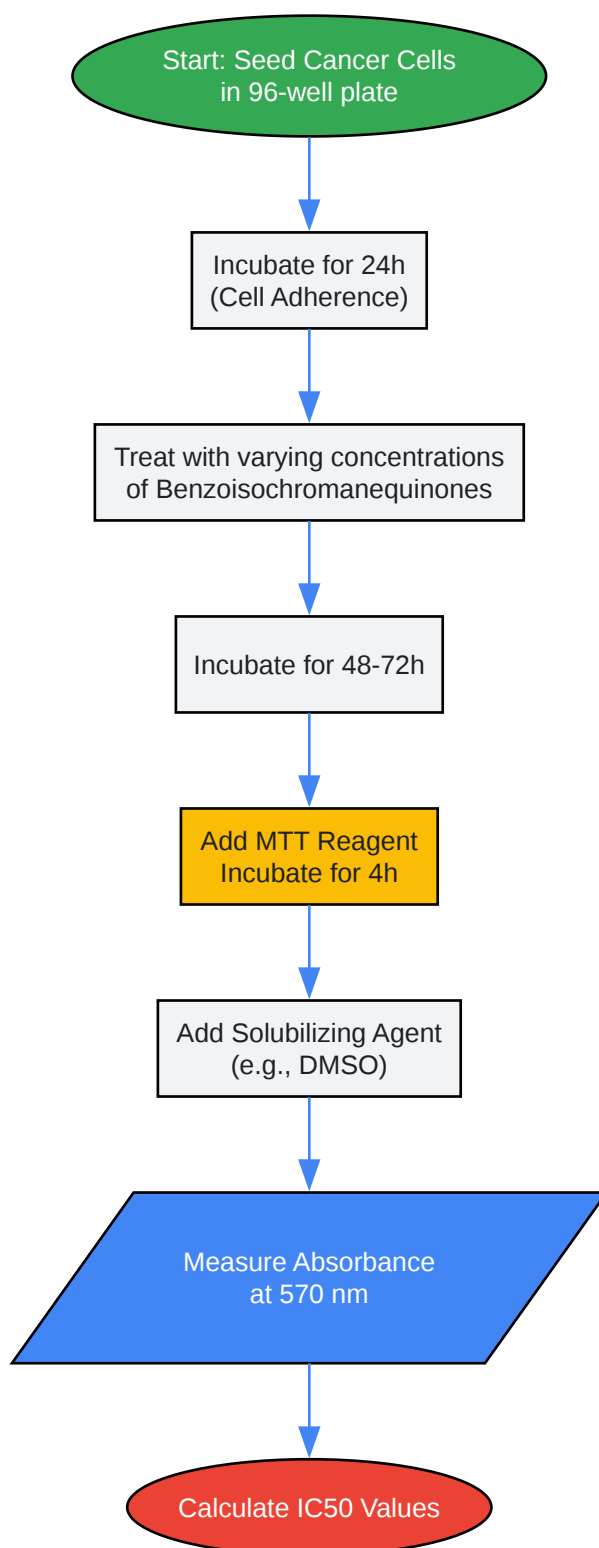 Start: Seed Cancer Cells
in 96-well plate
Incubate for 24h
(Cell Adherence)
Treat with varying concentrations
of Benzoisochromanequinones
Incubate for 48-72h
Add MTT Reagent
Incubate for 4h
Add Solubilizing Agent
(e.g., DMSO)
Measure Absorbance
at 570 nm
Calculate IC50 Values